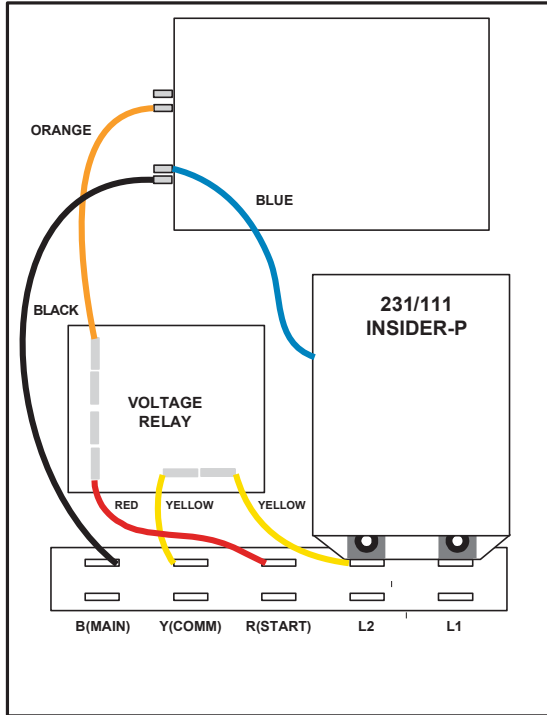 ORANGE
BLUE
BLACK
231/111
INSIDER-P
VOLTAGE
RELAY
RED YELLOW YELLOW
B(MAIN) Y(COMM) R(START) L2 L1